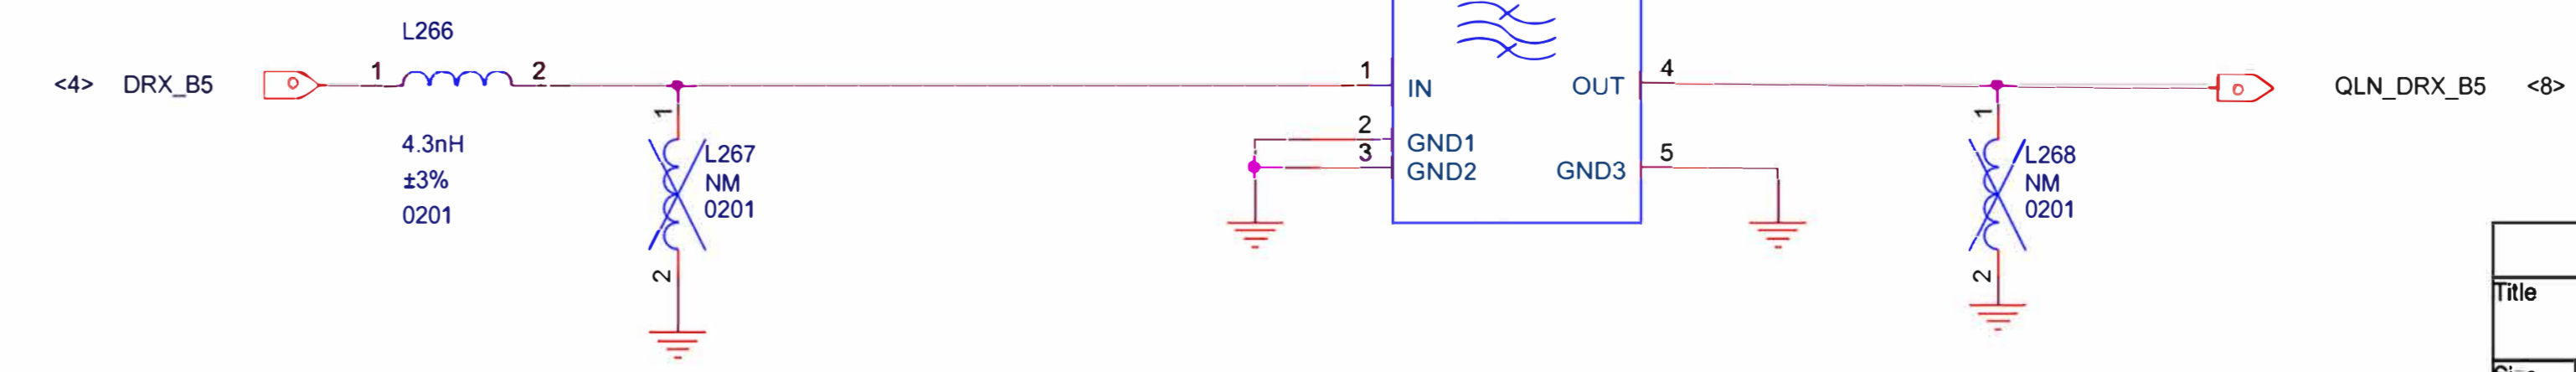 L266
<4> DRX_B5
1
2
4.3nH
±3%
0201
1
L267
NM
0201
2
1
IN
2
GND1
3
GND2
OUT
4
GND3
5
1
L268
NM
0201
2
QLN_DRX_B5 <8>
Title